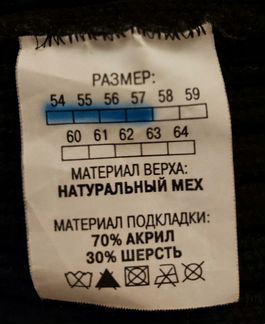 РАЗМЕР:
54 55 56 57 58 59
60 61 62 63 64
МАТЕРИАЛ ВЕРХА:
НАТУРАЛЬНЫЙ МЕХ
МАТЕРИАЛ ПОДКЛАДКИ:
70% АКРИЛ
30% ШЕРСТЬ